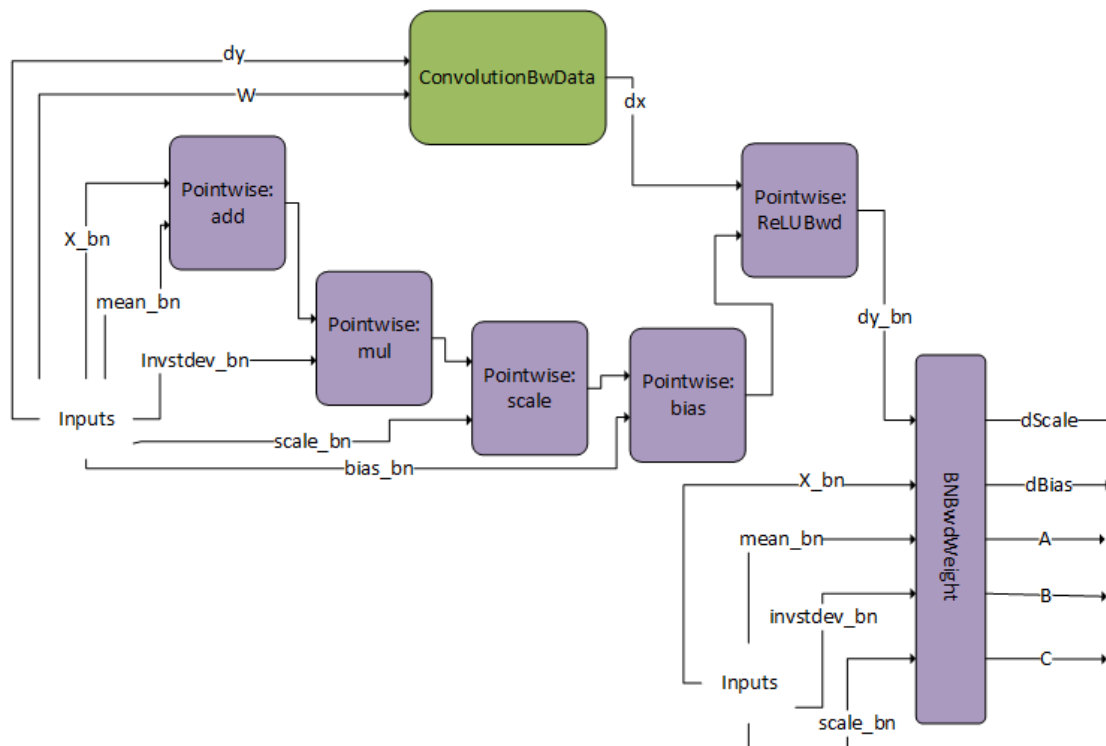 dy
ConvolutionBwData
W
dx
Pointwise:
add
Pointwise:
ReLUBwd
X_bn
mean_bn
Pointwise:
mul
Invstdev_bn
Pointwise:
scale
Pointwise:
bias
dy_bn
Inputs
scale_bn
bias_bn
dScale
X_bn
dBias
mean_bn
A
BNBwdWeight
B
invstdev_bn
C
Inputs
scale_bn